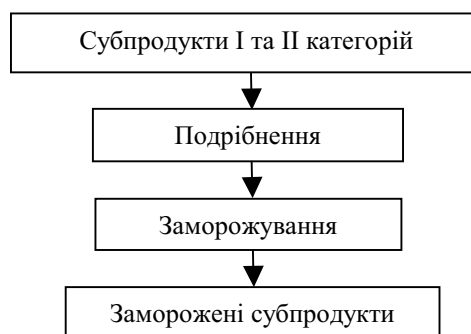 Субпродукти I та II категорій
Подрібнення
Заморожування
Заморожені субпродукти